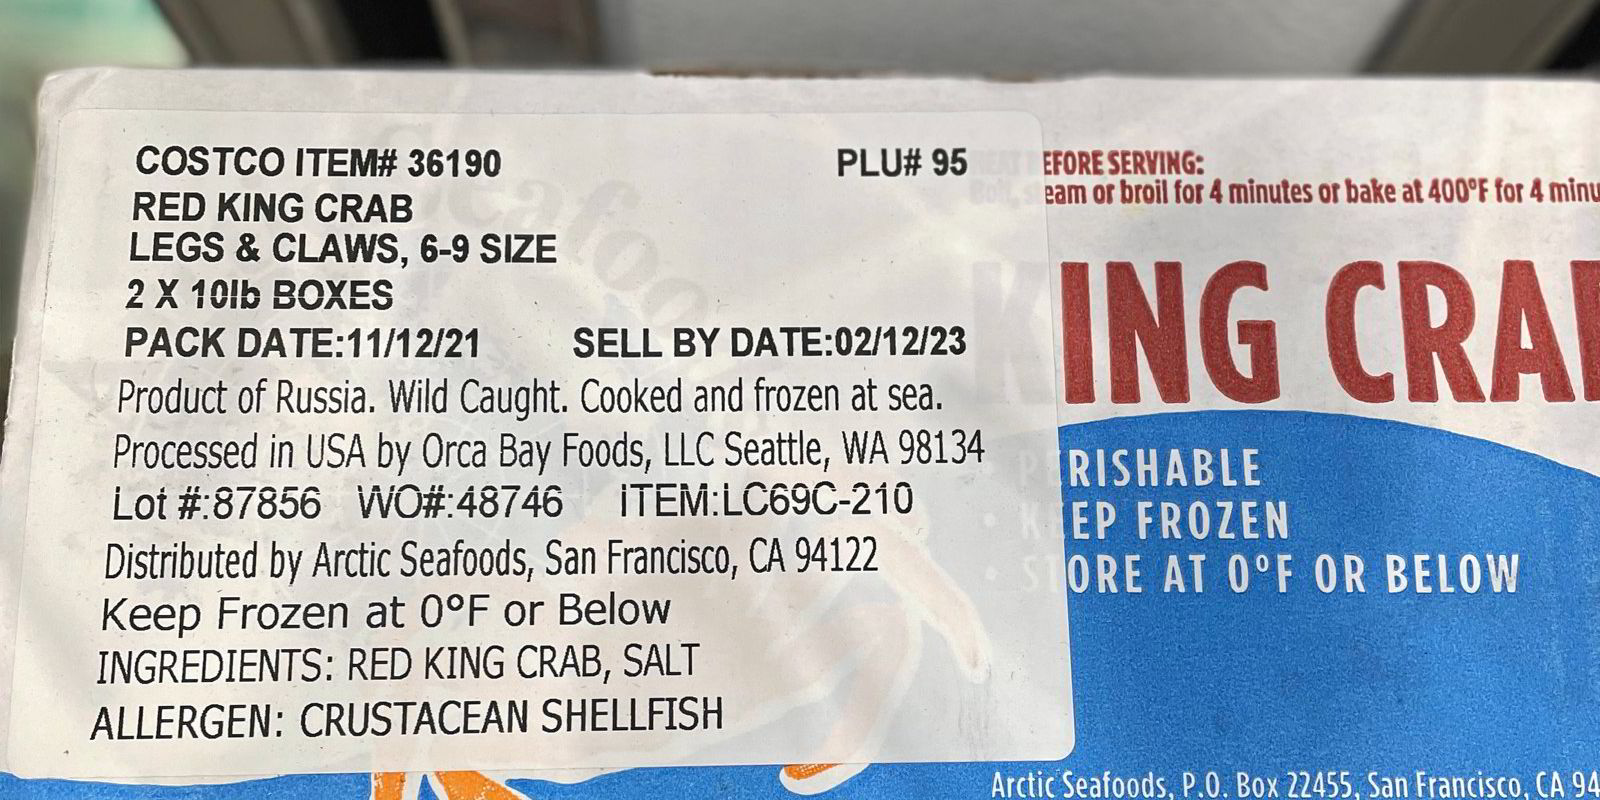 COSTCO ITEM# 36190 PLU# 95
RED KING CRAB
LEGS & CLAWS, 6-9 SIZE
2 X 10lb BOXES
PACK DATE:11/12/21 SELL BY DATE:02/12/23
Product of Russia. Wild Caught. Cooked and frozen at sea.
Processed in USA by Orca Bay Foods, LLC Seattle, WA 98134
Lot #:87856 WO#:48746 ITEM:LC69C-210
Distributed by Arctic Seafoods, San Francisco, CA 94122
Keep Frozen at 0°F or Below
INGREDIENTS: RED KING CRAB, SALT
ALLERGEN: CRUSTACEAN SHELLFISH
EFORE SERVING:
eam or broil for 4 minutes or bake at 400°F for 4 minu
KING CRA
PERISHABLE
• KEEP FROZEN
• STORE AT 0°F OR BELOW
Arctic Seafoods, P.O. Box 22455, San Francisco, CA 94